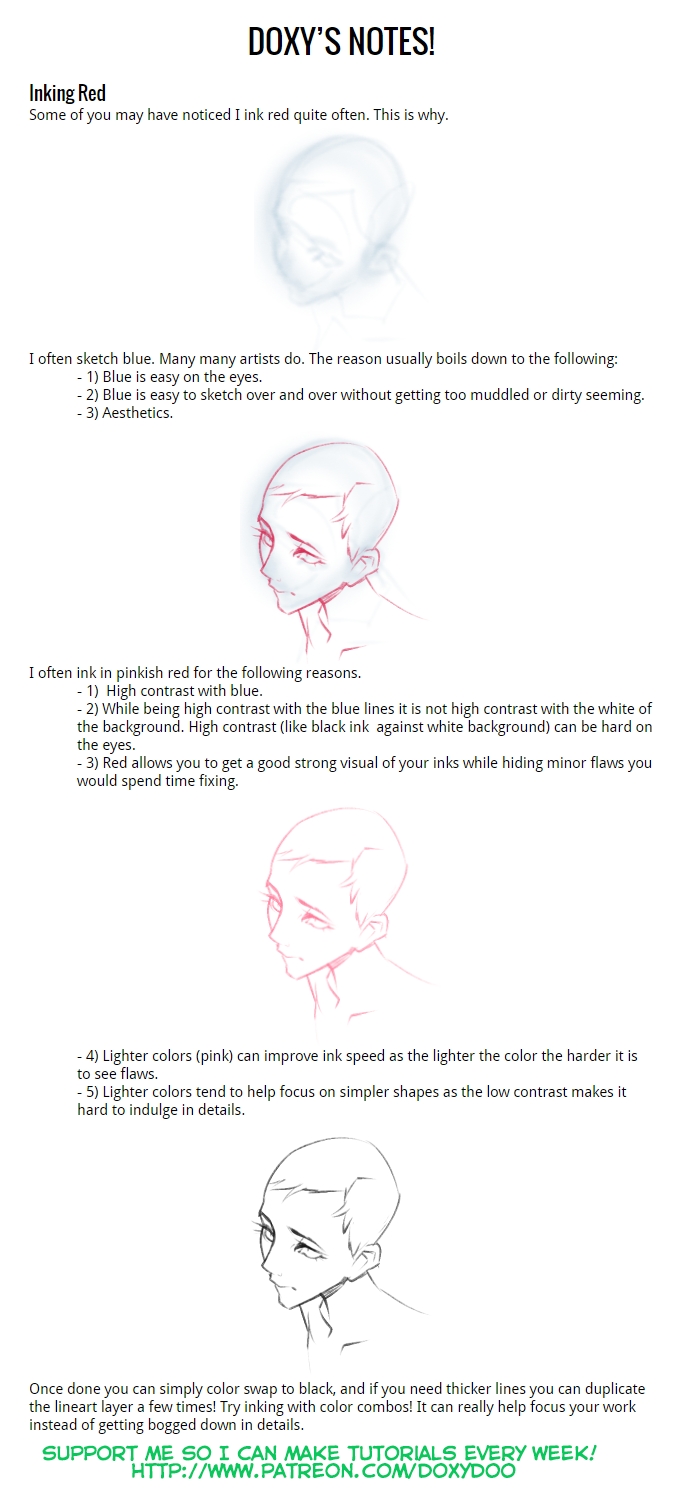 DOXY'S NOTES!
Inking Red
Some of you may have noticed I ink red quite often. This is why.
I often sketch blue. Many many artists do. The reason usually boils down to the following:
- 1) Blue is easy on the eyes.
- 2) Blue is easy to sketch over and over without getting too muddled or dirty seeming.
- 3) Aesthetics.
I often ink in pinkish red for the following reasons.
- 1)  High contrast with blue.
- 2) While being high contrast with the blue lines it is not high contrast with the white of
the background. High contrast (like black ink  against white background) can be hard on
the eyes.
- 3) Red allows you to get a good strong visual of your inks while hiding minor flaws you
would spend time fixing.
- 4) Lighter colors (pink) can improve ink speed as the lighter the color the harder it is
to see flaws.
- 5) Lighter colors tend to help focus on simpler shapes as the low contrast makes it
hard to indulge in details.
Once done you can simply color swap to black, and if you need thicker lines you can duplicate
the lineart layer a few times! Try inking with color combos! It can really help focus your work
instead of getting bogged down in details.
SUPPORT ME SO I CAN MAKE TUTORIALS EVERY WEEK!
HTTP://WWW.PATREON.COM/DOXYDOO